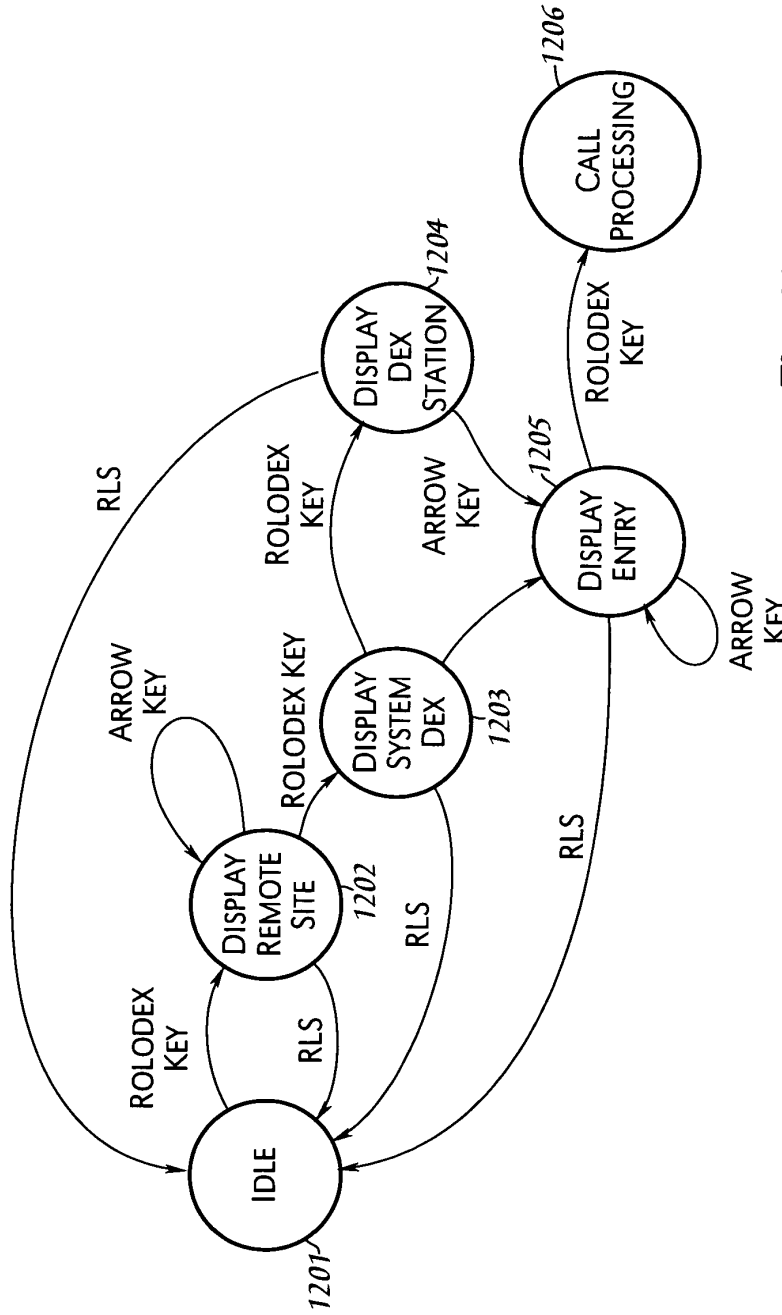 RLS
ARROW
KEY
ROLODEX
KEY
ROLODEX KEY
ROLODEX
KEY
IDLE
1201
DISPLAY
REMOTE
SITE
1202
RLS
DISPLAY
SYSTEM
DEX
1203
RLS
DISPLAY
DEX
STATION
1204
ARROW
KEY
DISPLAY
ENTRY
1205
ARROW
KEY
RLS
ROLODEX
KEY
CALL
PROCESSING
1206